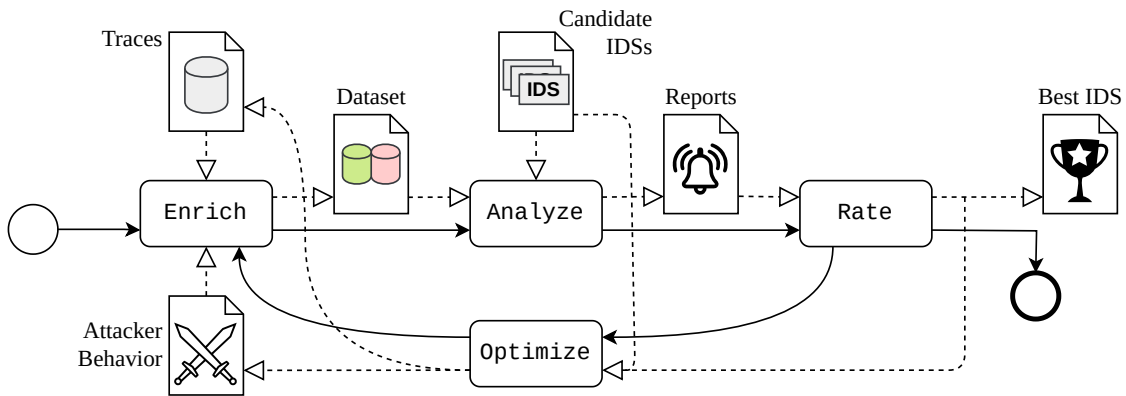 Traces
Candidate
IDSs
IDS
Dataset
Reports
Best IDS
Enrich
Analyze
Rate
Attacker
Behavior
Optimize